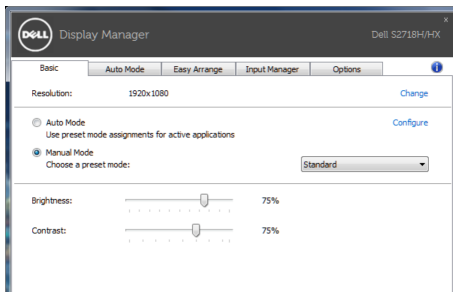 DELL Display Manager Dell S2718H/HX
Basic Auto Mode Easy Arrange Input Manager Options
Resolution: 1920x1080 Change
Auto Mode Configure
Use preset mode assignments for active applications
Manual Mode
Choose a preset mode: Standard
Brightness: 75%
Contrast: 75%